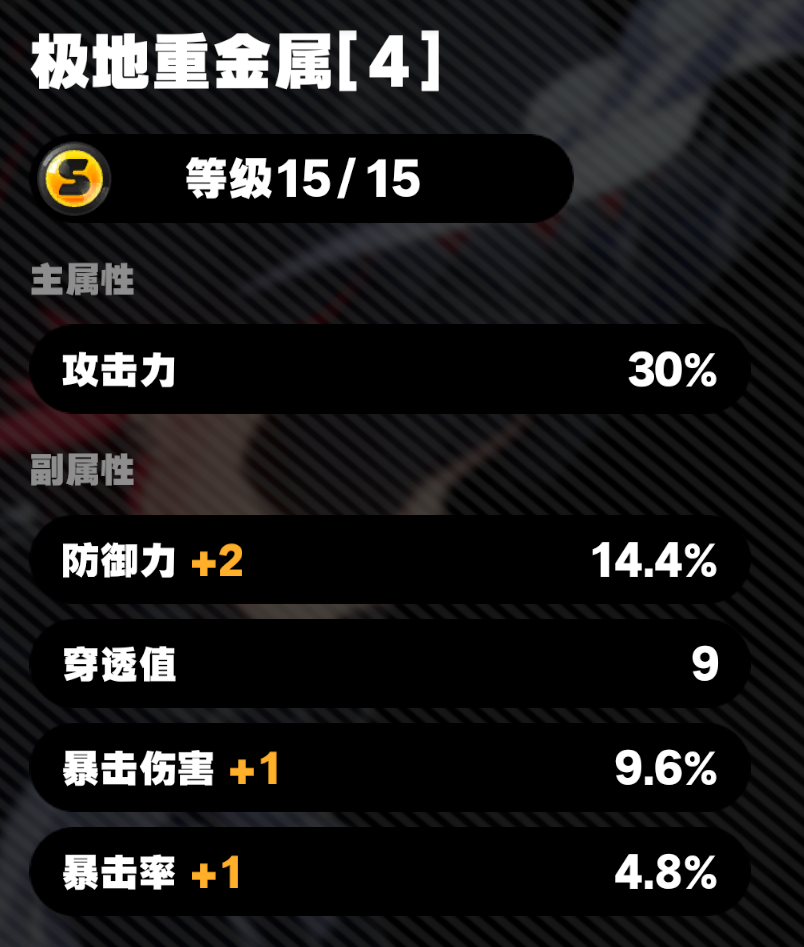 极地重金属[4]
S 等级15/15
主属性
攻击力 30%
副属性
防御力 +2 14.4%
穿透值 9
暴击伤害 +1 9.6%
暴击率 +1 4.8%